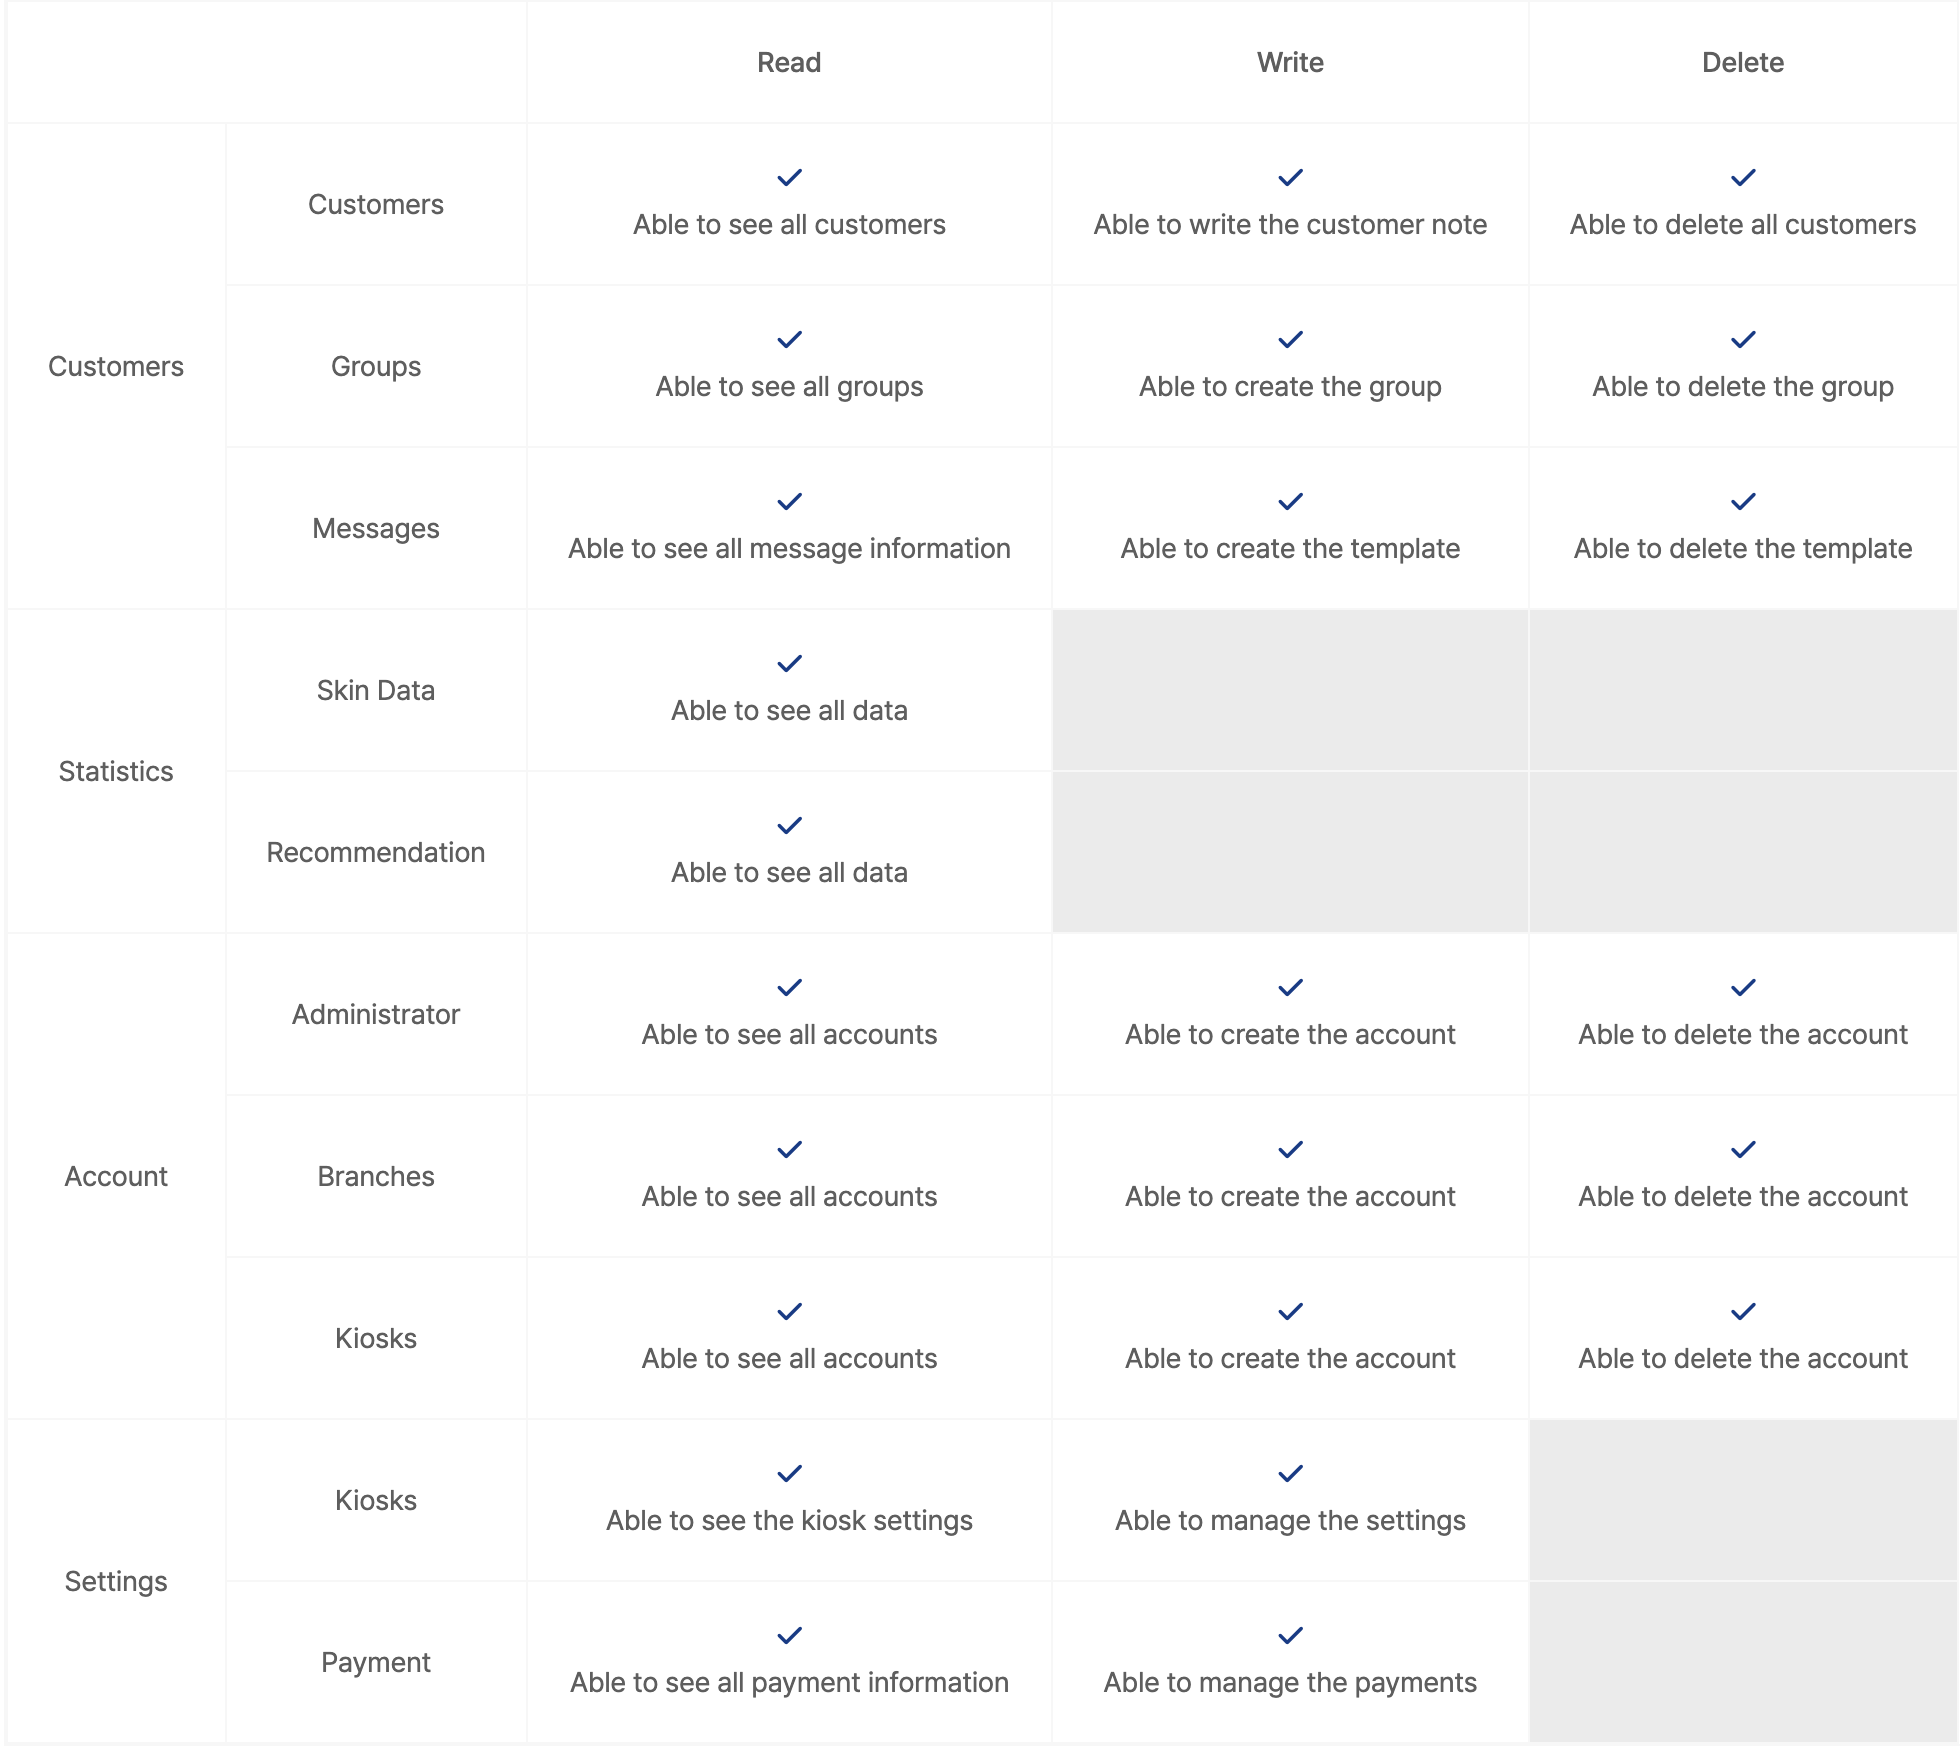 Read Write Delete
Customers
Customers
Able to see all customers
Able to write the customer note
Able to delete all customers
Groups
Able to see all groups
Able to create the group
Able to delete the group
Messages
Able to see all message information
Able to create the template
Able to delete the template
Statistics
Skin Data
Able to see all data
Recommendation
Able to see all data
Account
Administrator
Able to see all accounts
Able to create the account
Able to delete the account
Branches
Able to see all accounts
Able to create the account
Able to delete the account
Kiosks
Able to see all accounts
Able to create the account
Able to delete the account
Settings
Kiosks
Able to see the kiosk settings
Able to manage the settings
Payment
Able to see all payment information
Able to manage the payments